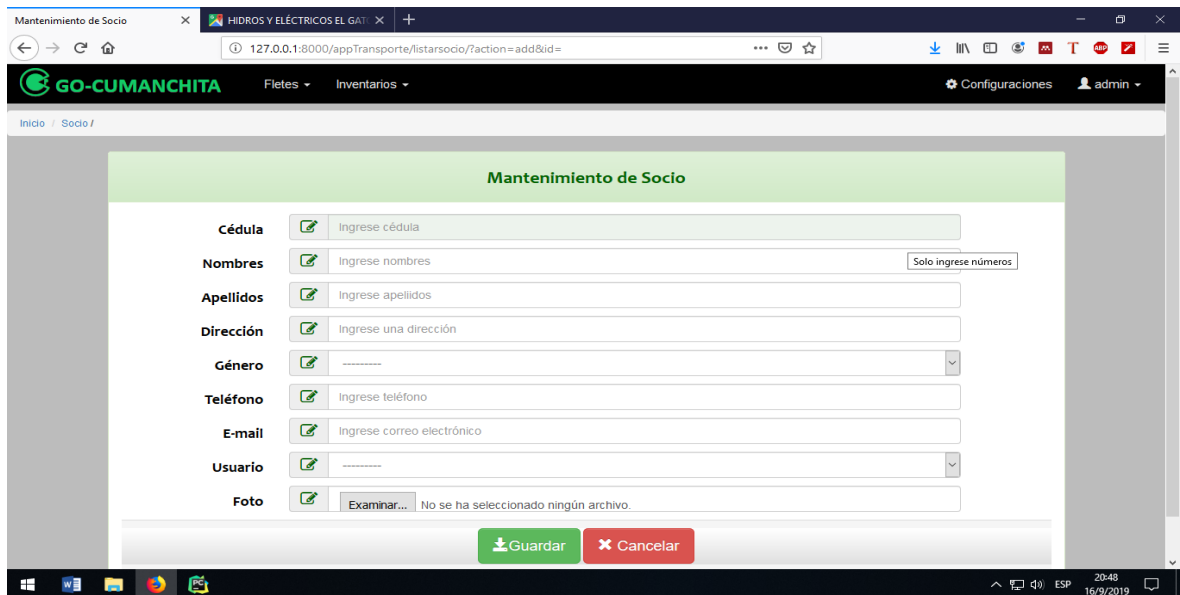 Mantenimiento de Socio
HIDROS Y ELÉCTRICOS EL GAT
127.0.0.1:8000/appTransporte/listarsocio/?action=add&id=
GO-CUMANCHITA Fletes Inventarios Configuraciones admin
Inicio / Socio /
Mantenimiento de Socio
Cédula Ingrese cédula
Nombres Ingrese nombres
Solo ingrese números
Apellidos Ingrese apeliidos
Dirección Ingrese una dirección
Género ---------
Teléfono Ingrese teléfono
E-mail Ingrese correo electrónico
Usuario ---------
Foto Examinar... No se ha seleccionado ningún archivo.
Guardar Cancelar
ESP 20:48
16/9/2019